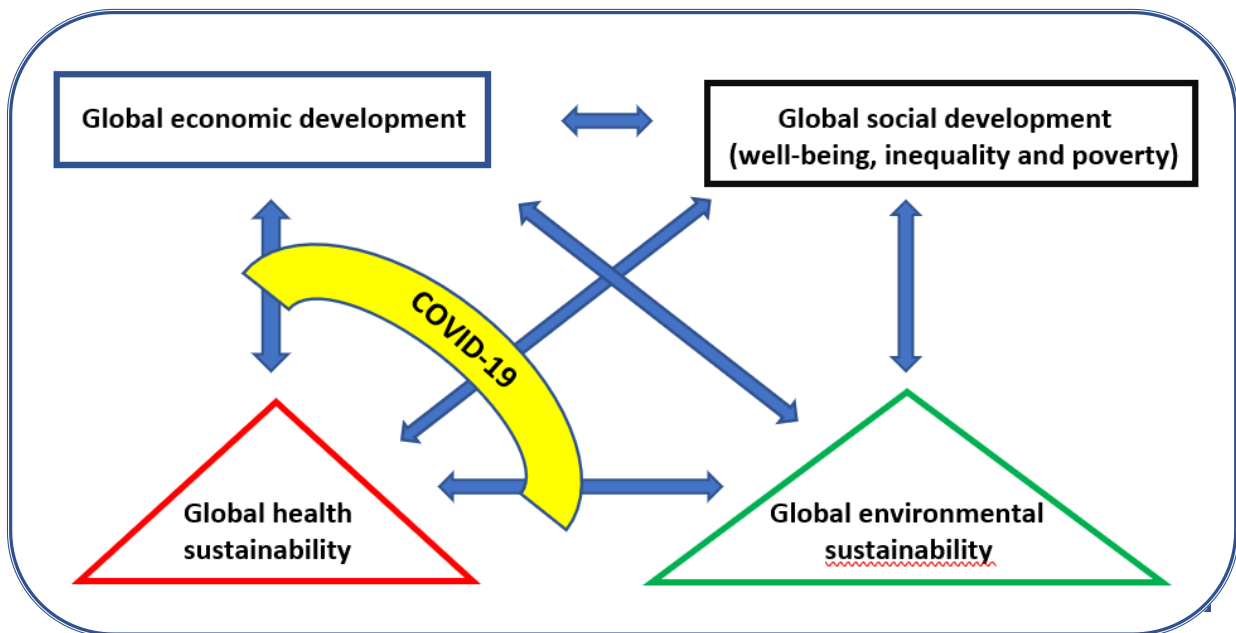 Global economic development
Global social development
(well-being, inequality and poverty)
COVID-19
Global health
sustainability
Global environmental
sustainability